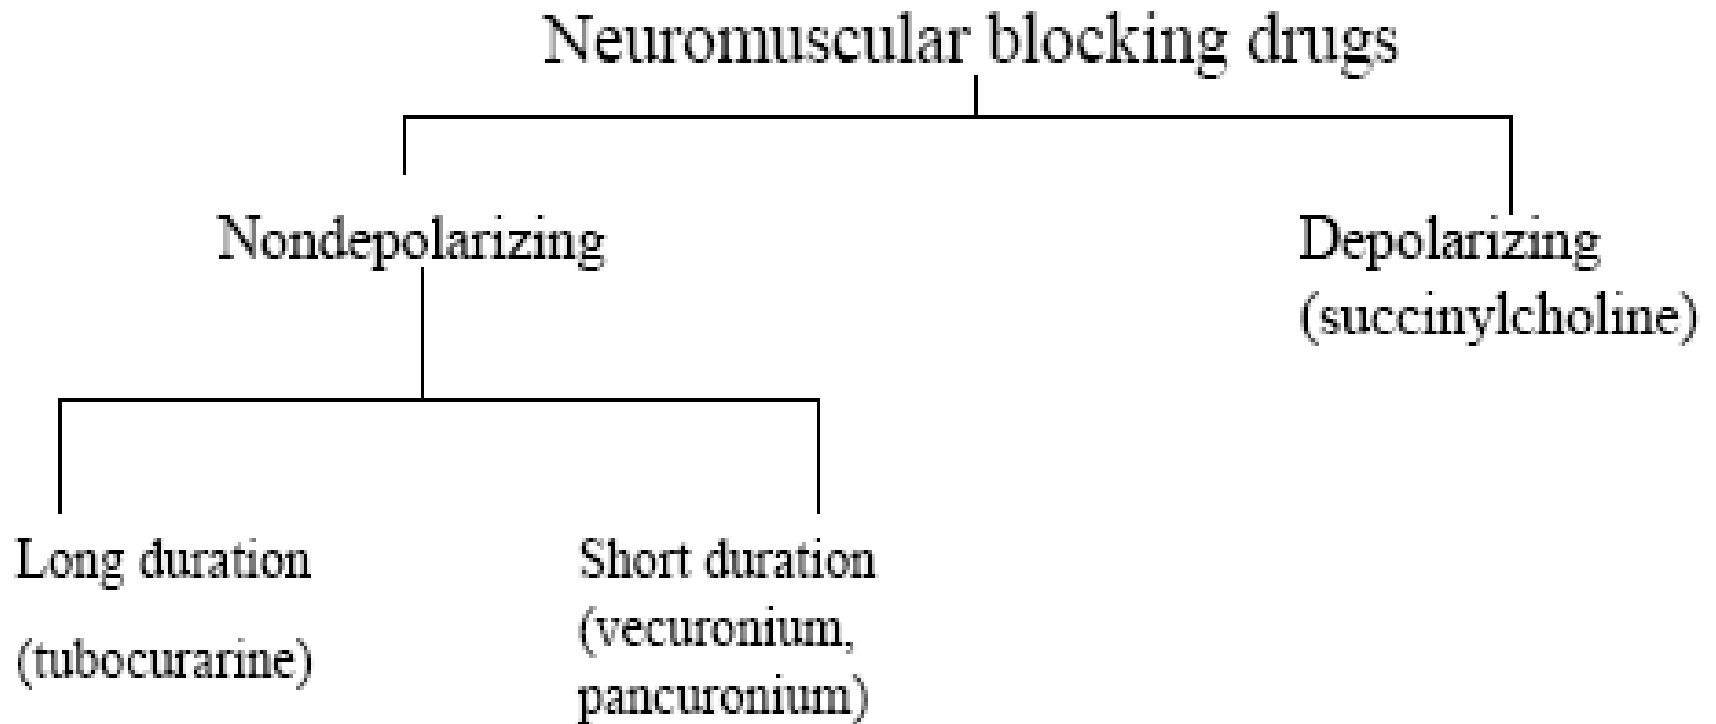 Neuromuscular blocking drugs
Nondepolarizing
Depolarizing
(succinylcholine)
Long duration
(tubocurarine)
Short duration
(vecuronium,
pancuronium)